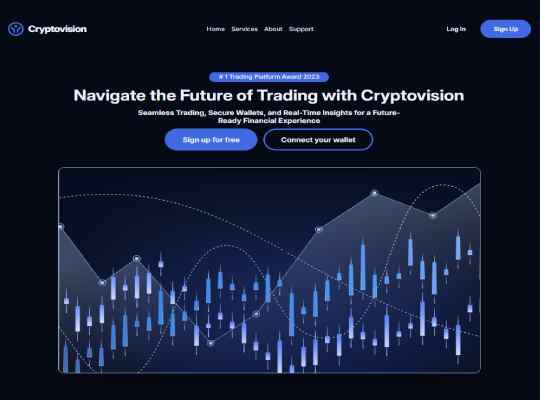 Cryptovision
Home Services About Support
Log In
Sign Up
# 1 Trading Platform Award 2023
Navigate the Future of Trading with Cryptovision
Seamless Trading, Secure Wallets, and Real-Time Insights for a Future-
Ready Financial Experience
Sign up for free
Connect your wallet